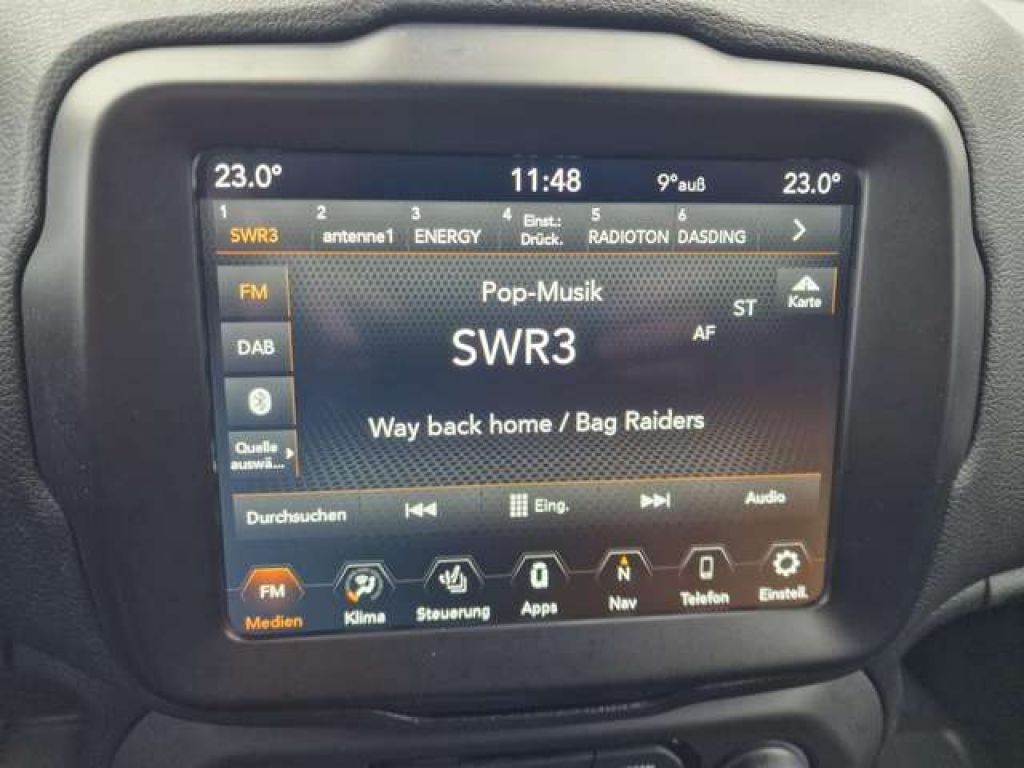 23.0°
11:48
9°auß
23.0°
1
SWR3
2
antenne1
3
ENERGY
4
Einst.:
Drück.
5
RADIOTON
6
DASDING
FM
DAB
Quelle
auswä...
Pop-Musik
SWR3
ST
AF
Karte
Way back home / Bag Raiders
Durchsuchen
Eing.
Audio
FM
Medien
Klima
Steuerung
Apps
N
Nav
Telefon
Einstell.